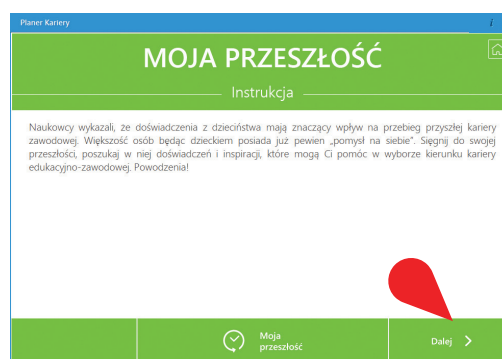 Planer Kariery
i
MOJA PRZESZŁOŚĆ
Instrukcja
Naukowcy wykazali, że doświadczenia z dzieciństwa mają znaczący wpływ na przebieg przyszłej kariery
zawodowej. Większość osób będąc dzieckiem posiada już pewien „pomysł na siebie”. Sięgnij do swojej
przeszłości, poszukaj w niej doświadczeń i inspiracji, które mogą Ci pomóc w wyborze kierunku kariery
edukacyjno-zawodowej. Powodzenia!
Moja
przeszłość
Dalej